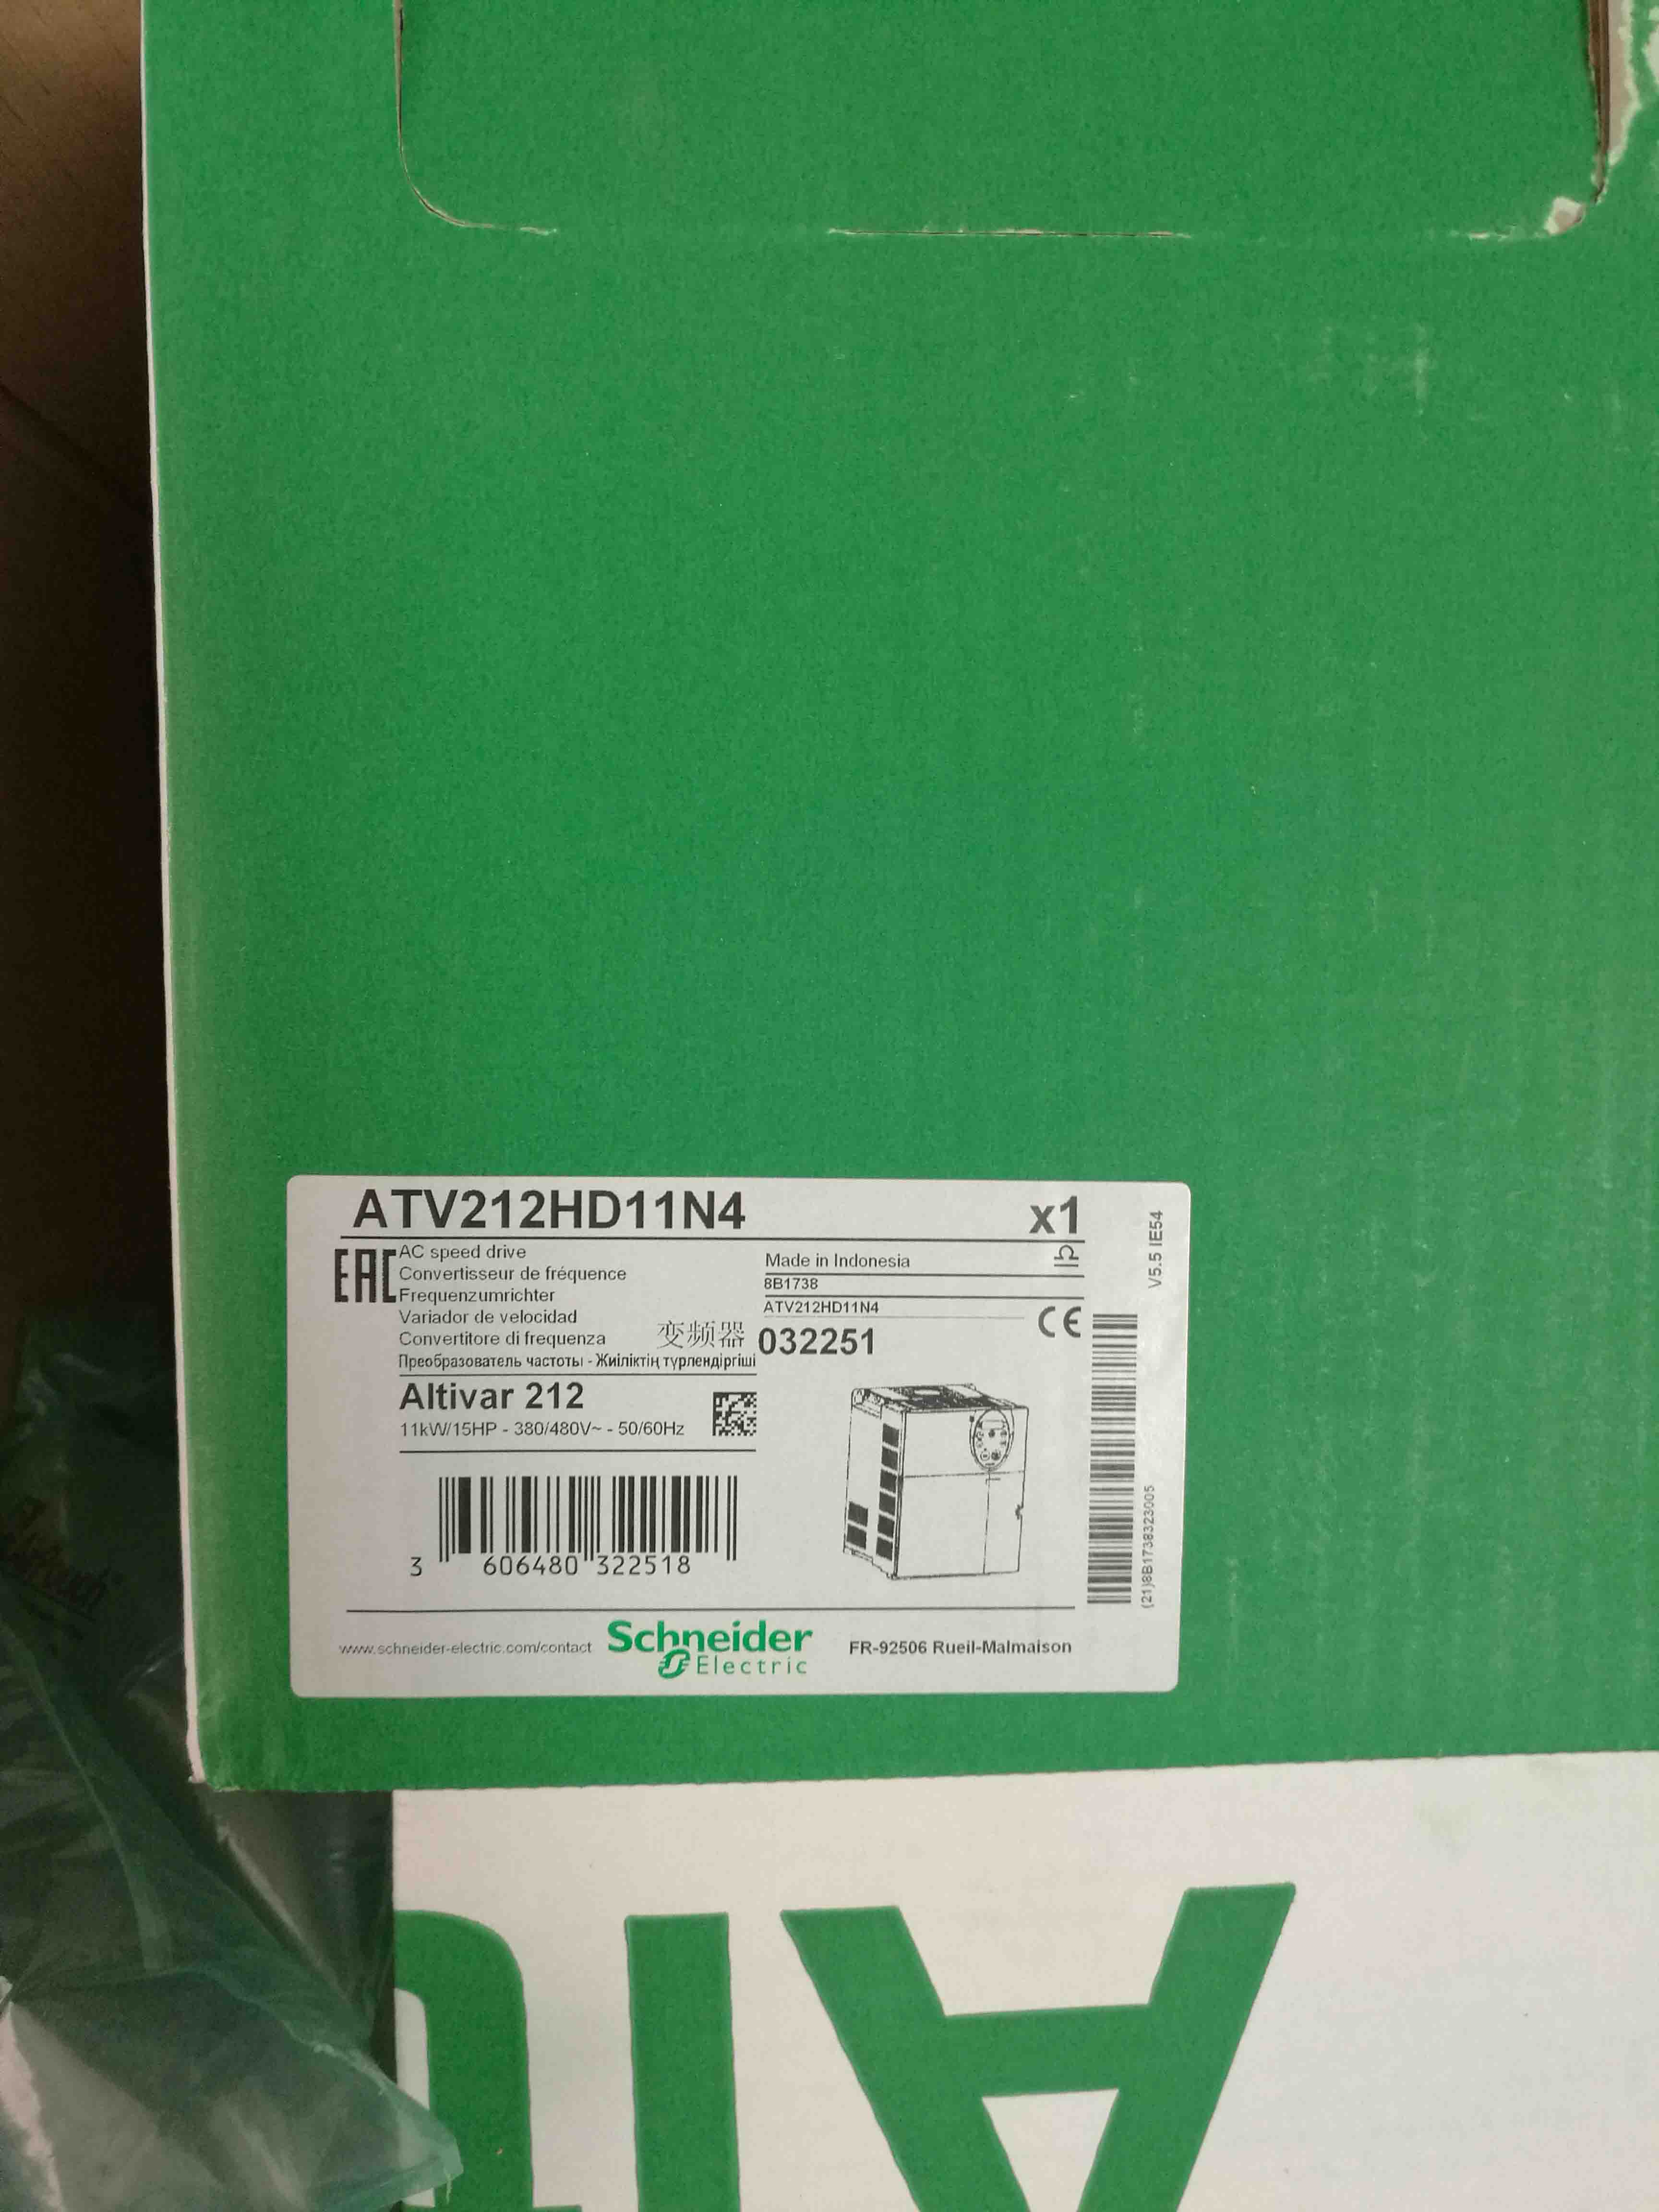 ATV212HD11N4 x1
EAC
AC speed drive
Convertisseur de fréquence
Frequenzumrichter
Variador de velocidad
Convertitore di frequenza 变频器
Преобразователь частоты - Жиіліктің түрлендіргіші
Made in Indonesia
8B1738
ATV212HD11N4
032251
CE
V5.5 IE54
Altivar 212
11kW/15HP - 380/480V~ - 50/60Hz
3 606480 322518
(21)8B1738323005
www.schneider-electric.com/contact
Schneider
Electric
FR-92506 Rueil-Malmaison